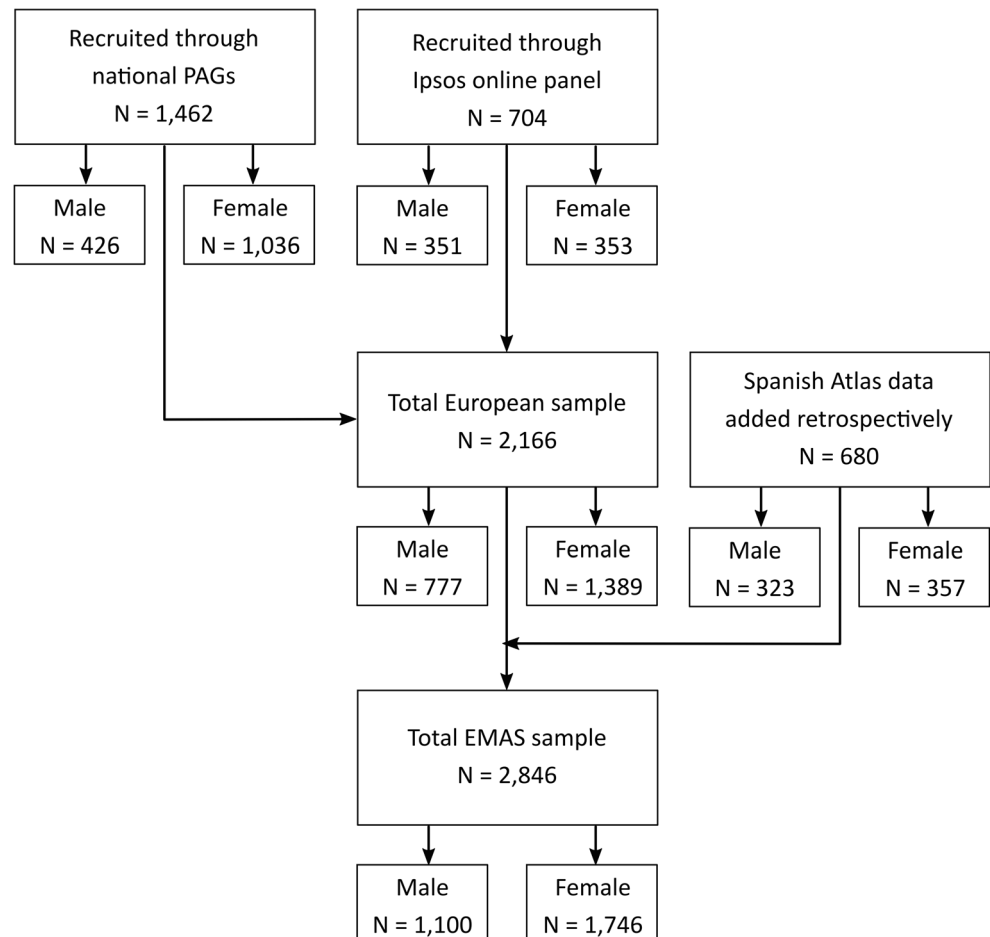 Recruited through
national PAGs
N = 1,462
Recruited through
Ipsos online panel
N = 704
Male
N = 426
Female
N = 1,036
Male
N = 351
Female
N = 353
Total European sample
N = 2,166
Spanish Atlas data
added retrospectively
N = 680
Male
N = 777
Female
N = 1,389
Male
N = 323
Female
N = 357
Total EMAS sample
N = 2,846
Male
N = 1,100
Female
N = 1,746